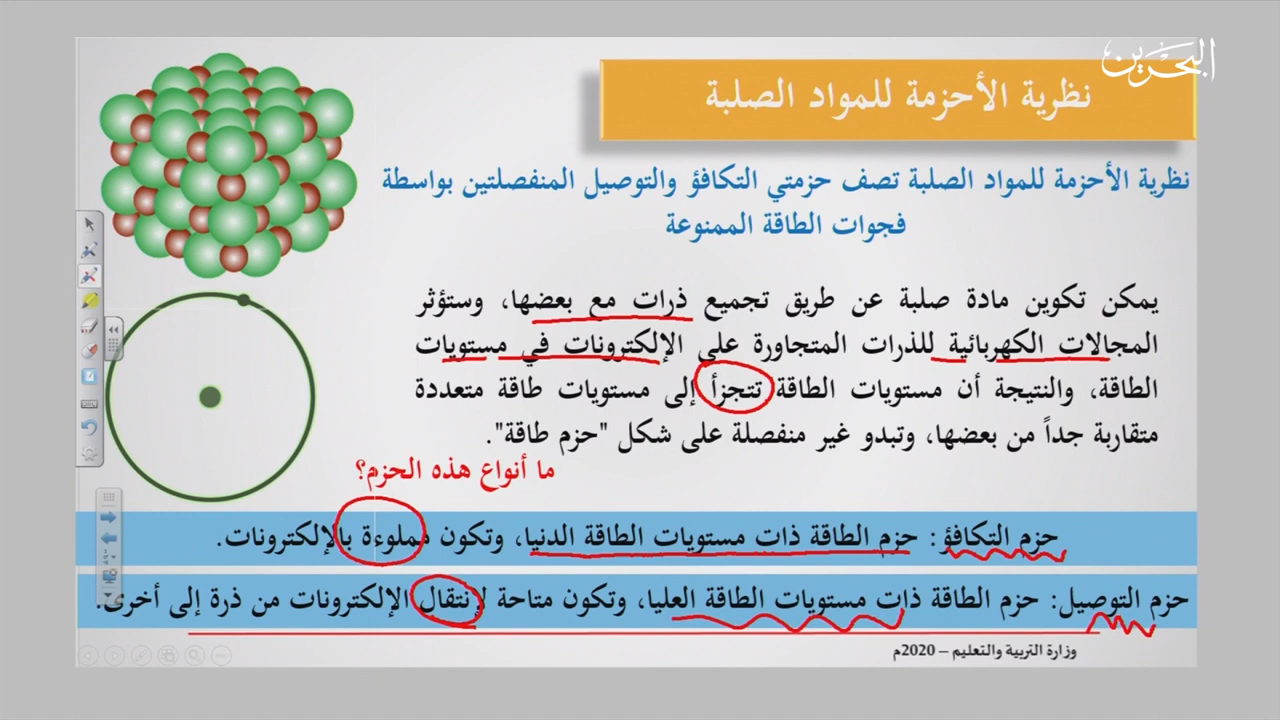 البحرين
نظرية الأحزمة للمواد الصلبة
نظرية الأحزمة للمواد الصلبة تصف حزمتي التكافؤ والتوصيل المنفصلتين بواسطة
فجوات الطاقة الممنوعة
يمكن تكوين مادة صلبة عن طريق تجميع ذرات مع بعضها، وستؤثر
المجالات الكهربائية للذرات المتجاورة على الإلكترونات في مستويات
الطاقة، والنتيجة أن مستويات الطاقة تتجزأ إلى مستويات طاقة متعددة
متقاربة جداً من بعضها، وتبدو غير منفصلة على شكل "حزم طاقة".
ما أنواع هذه الحزم؟
حزم التكافؤ: حزم الطاقة ذات مستويات الطاقة الدنيا، وتكون مملوءة بالإلكترونات.
حزم التوصيل: حزم الطاقة ذات مستويات الطاقة العليا، وتكون متاحة لإنتقال الإلكترونات من ذرة إلى أخرى.
وزارة التربية والتعليم – 2020م